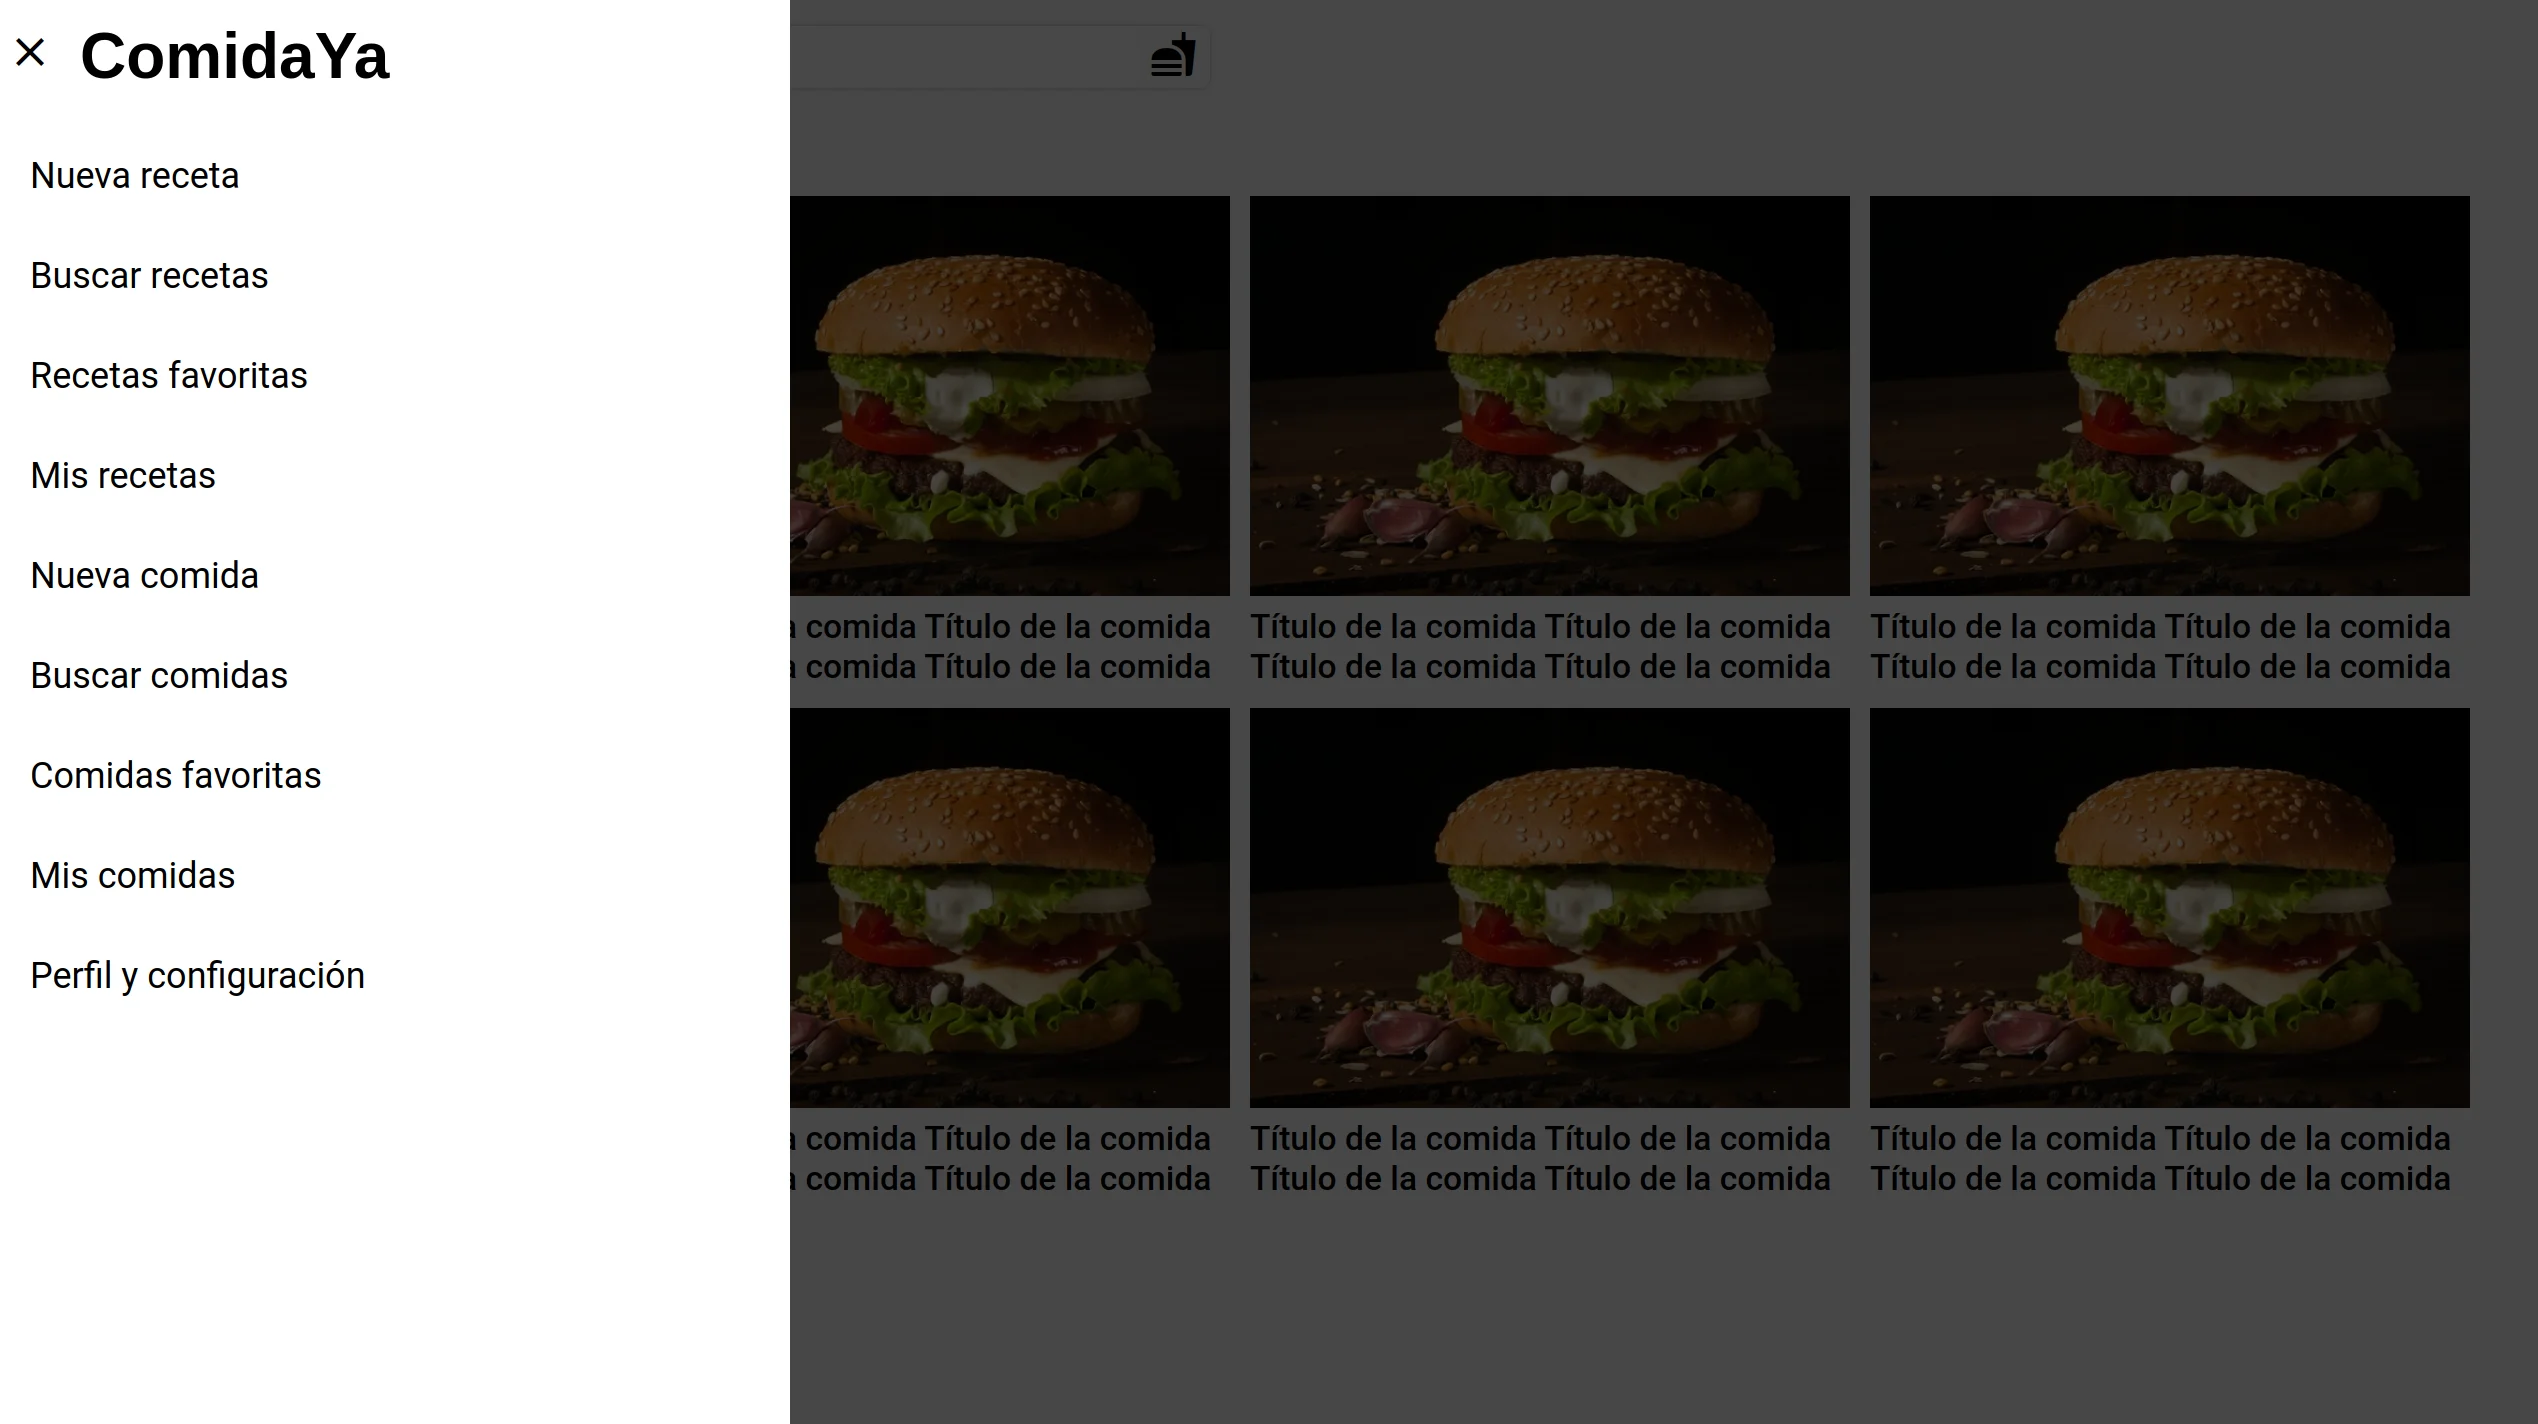 ComidaYa
Nueva receta
Buscar recetas
Recetas favoritas
Mis recetas
Nueva comida
Buscar comidas
Comidas favoritas
Mis comidas
Perfil y configuración
comida Título de la comida
comida Título de la comida
Título de la comida Título de la comida
Título de la comida Título de la comida
Título de la comida Título de la comida
Título de la comida Título de la comida
comida Título de la comida
comida Título de la comida
Título de la comida Título de la comida
Título de la comida Título de la comida
Título de la comida Título de la comida
Título de la comida Título de la comida